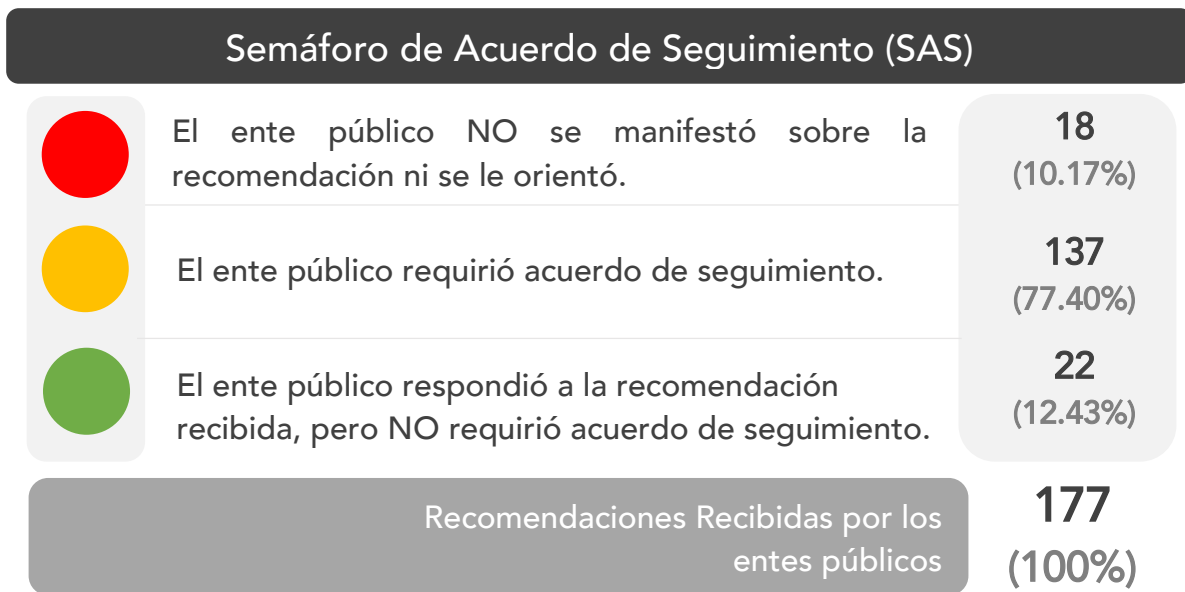 Semáforo de Acuerdo de Seguimiento (SAS)
El ente público NO se manifestó sobre la
recomendación ni se le orientó.
18
(10.17%)
El ente público requirió acuerdo de seguimiento.
137
(77.40%)
El ente público respondió a la recomendación
recibida, pero NO requirió acuerdo de seguimiento.
22
(12.43%)
Recomendaciones Recibidas por los
entes públicos
177
(100%)